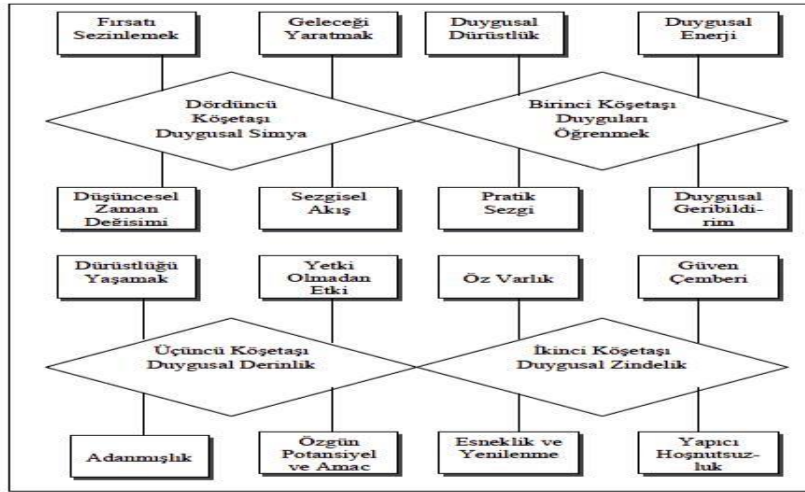 Fırsatı
Sezinlemek
Geleceği
Yaratmak
Duygusal
Dürüstlük
Duygusal
Enerji
Dördüncü
Köşetaşı
Duygusal Simya
Birinci Köşetaşı
Duyguları
Öğrenmek
Düşüncesel
Zaman
Değisimi
Sezgisel
Akış
Pratik
Sezgi
Duygusal
Geribildi-
rim
Dürüstlüğü
Yaşamak
Yetki
Olmadan
Etki
Öz Varlık
Güven
Çemberi
Üçüncü Köşetaşı
Duygusal Derinlik
İkinci Köşetaşı
Duygusal Zindelik
Adanmışlık
Özgün
Potansiyel
ve Amac
Esneklik ve
Yenilenme
Yapıcı
Hoşnutsuz-
luk